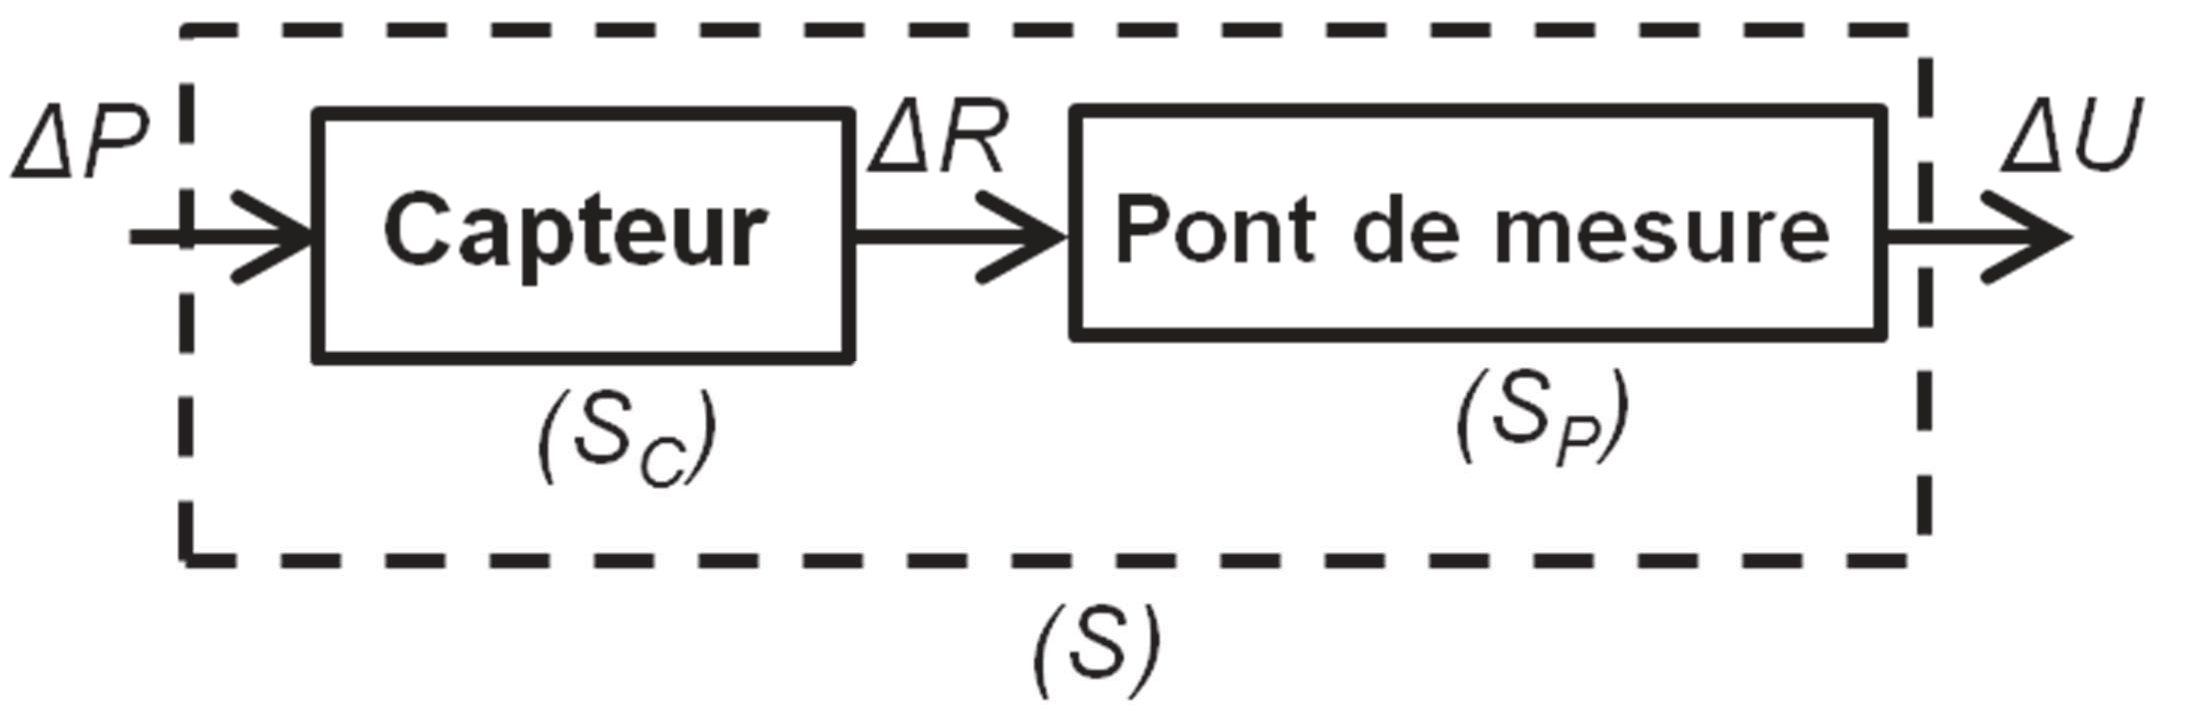 ΔP
Capteur
ΔR
Pont de mesure
ΔU
(S_C)
(S_P)
(S)